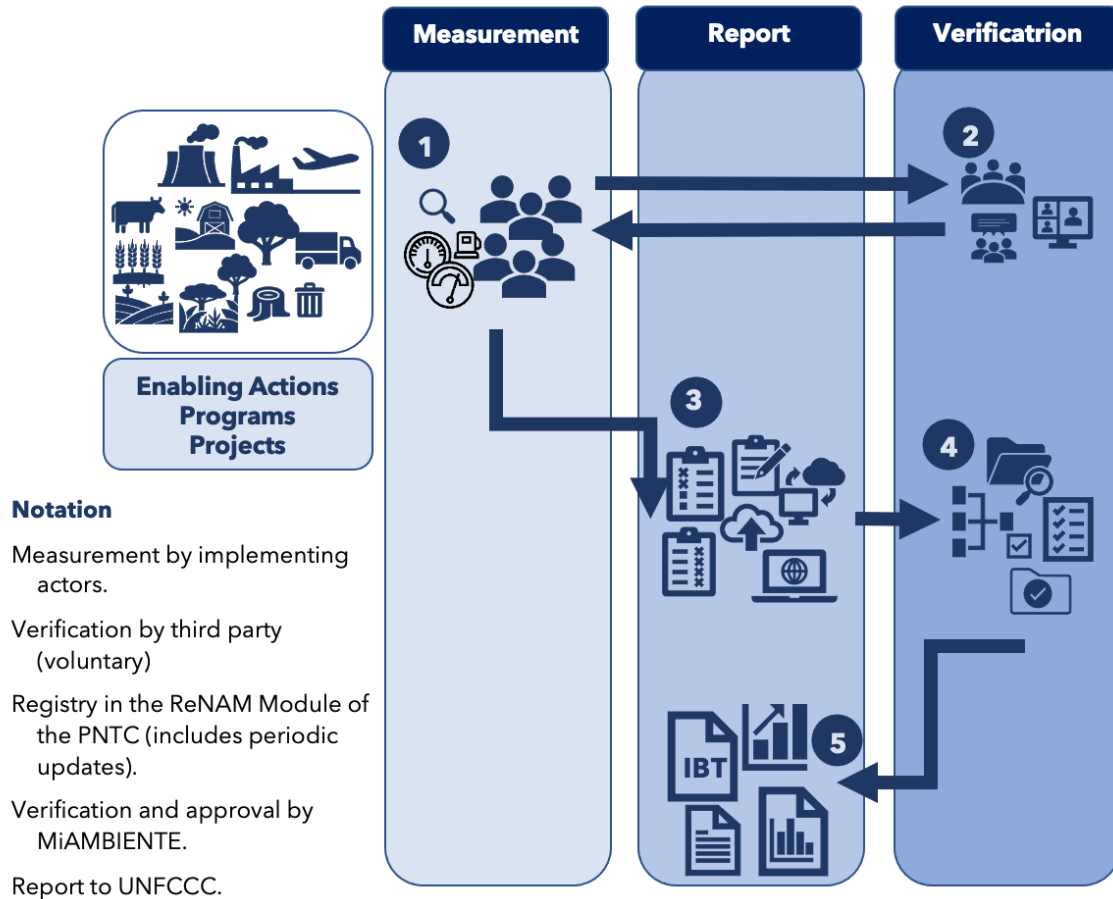 Measurement
Report
Verificatrion
1
2
Enabling Actions
Programs
Projects
3
4
Notation
Measurement by implementing
actors.
Verification by third party
(voluntary)
Registry in the ReNAM Module of
the PNTC (includes periodic
updates).
Verification and approval by
MiAMBIENTE.
Report to UNFCCC.
IBT
5